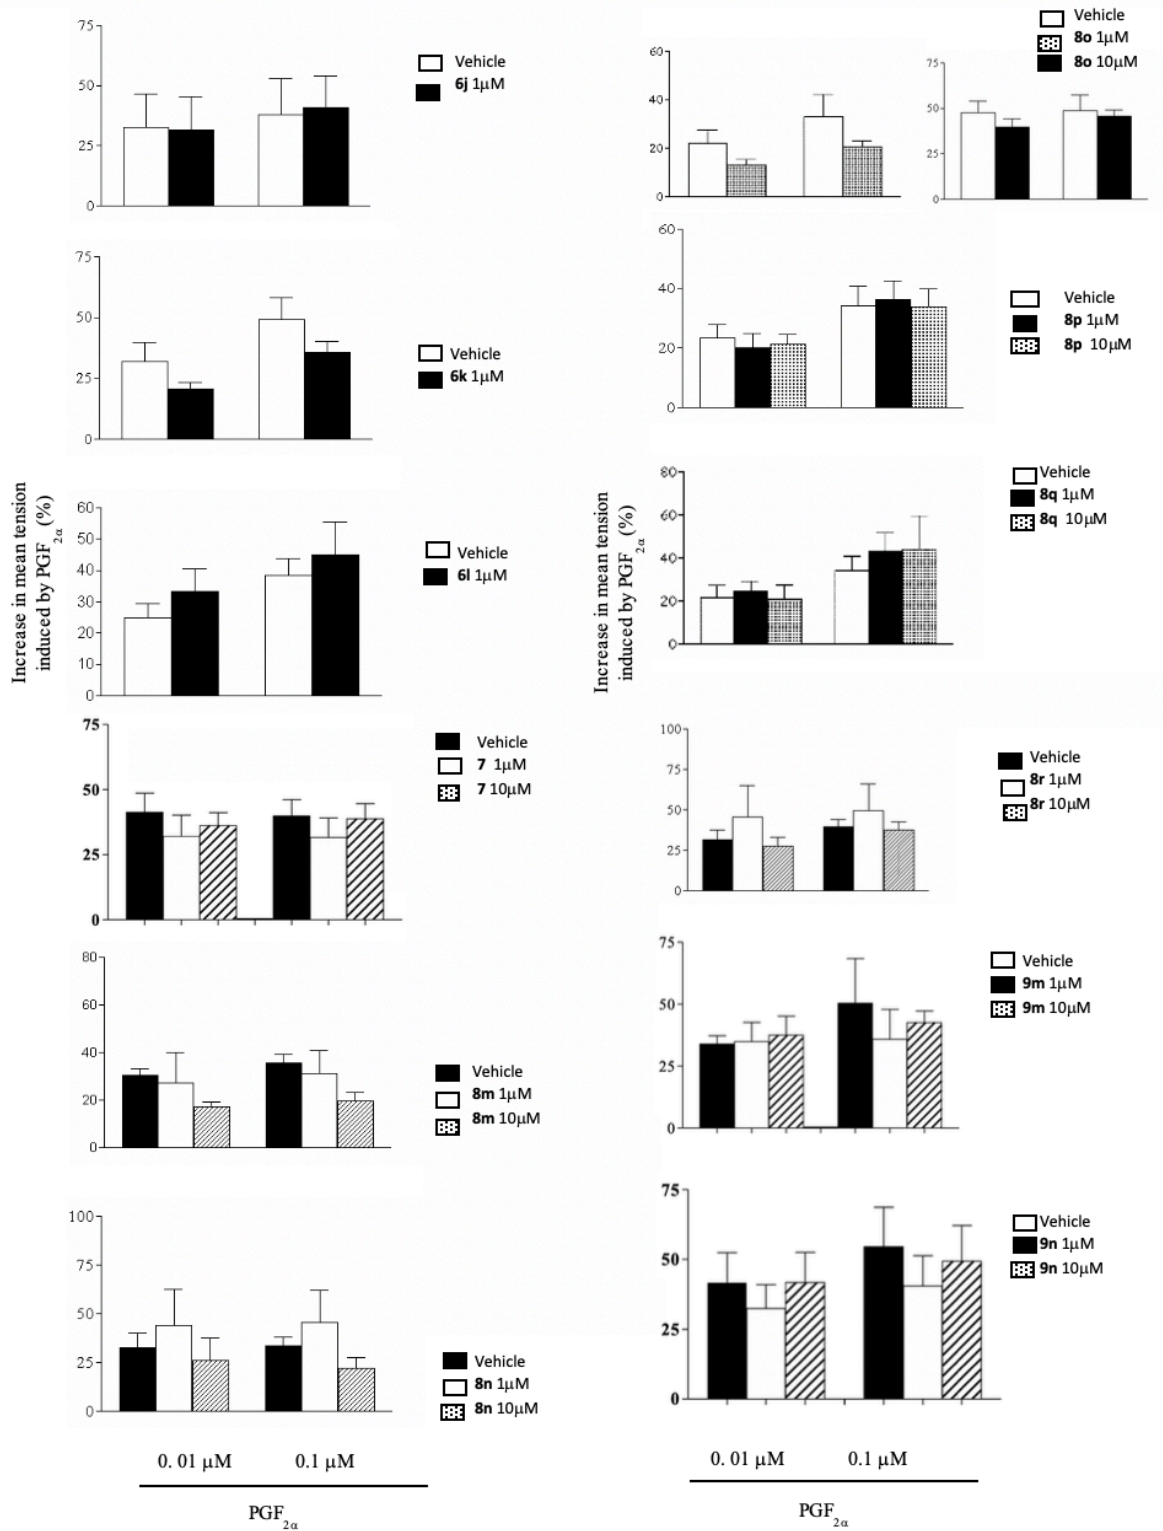 75
50
25
0
Vehicle
6j 1µM
75
50
25
0
Vehicle
6k 1µM
Increase in mean tension
induced by PGF2α (%)
60
50
40
30
20
10
0
Vehicle
6l 1µM
75
50
25
0
Vehicle
7 1µM
7 10µM
80
60
40
20
0
Vehicle
8m 1µM
8m 10µM
100
75
50
25
0
Vehicle
8n 1µM
8n 10µM
0. 01 µM 0.1 µM
PGF2α
60
40
20
0
75
50
25
0
Vehicle
8o 1µM
8o 10µM
60
40
20
0
Vehicle
8p 1µM
8p 10µM
Increase in mean tension
induced by PGF2α (%)
80
60
40
20
0
Vehicle
8q 1µM
8q 10µM
100
75
50
25
0
Vehicle
8r 1µM
8r 10µM
75
50
25
0
Vehicle
9m 1µM
9m 10µM
75
50
25
0
Vehicle
9n 1µM
9n 10µM
0. 01 µM 0.1 µM
PGF2α